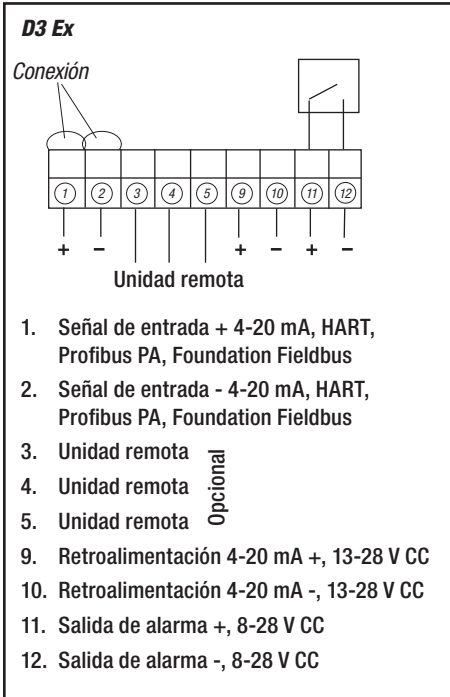 D3 Ex
Conexión
1 2 3 4 5 9 10 11 12
+ − + − + −
Unidad remota
1. Señal de entrada + 4-20 mA, HART,
Profibus PA, Foundation Fieldbus
2. Señal de entrada - 4-20 mA, HART,
Profibus PA, Foundation Fieldbus
3. Unidad remota
4. Unidad remota
5. Unidad remota
Opcional
9. Retroalimentación 4-20 mA +, 13-28 V CC
10. Retroalimentación 4-20 mA -, 13-28 V CC
11. Salida de alarma +, 8-28 V CC
12. Salida de alarma -, 8-28 V CC